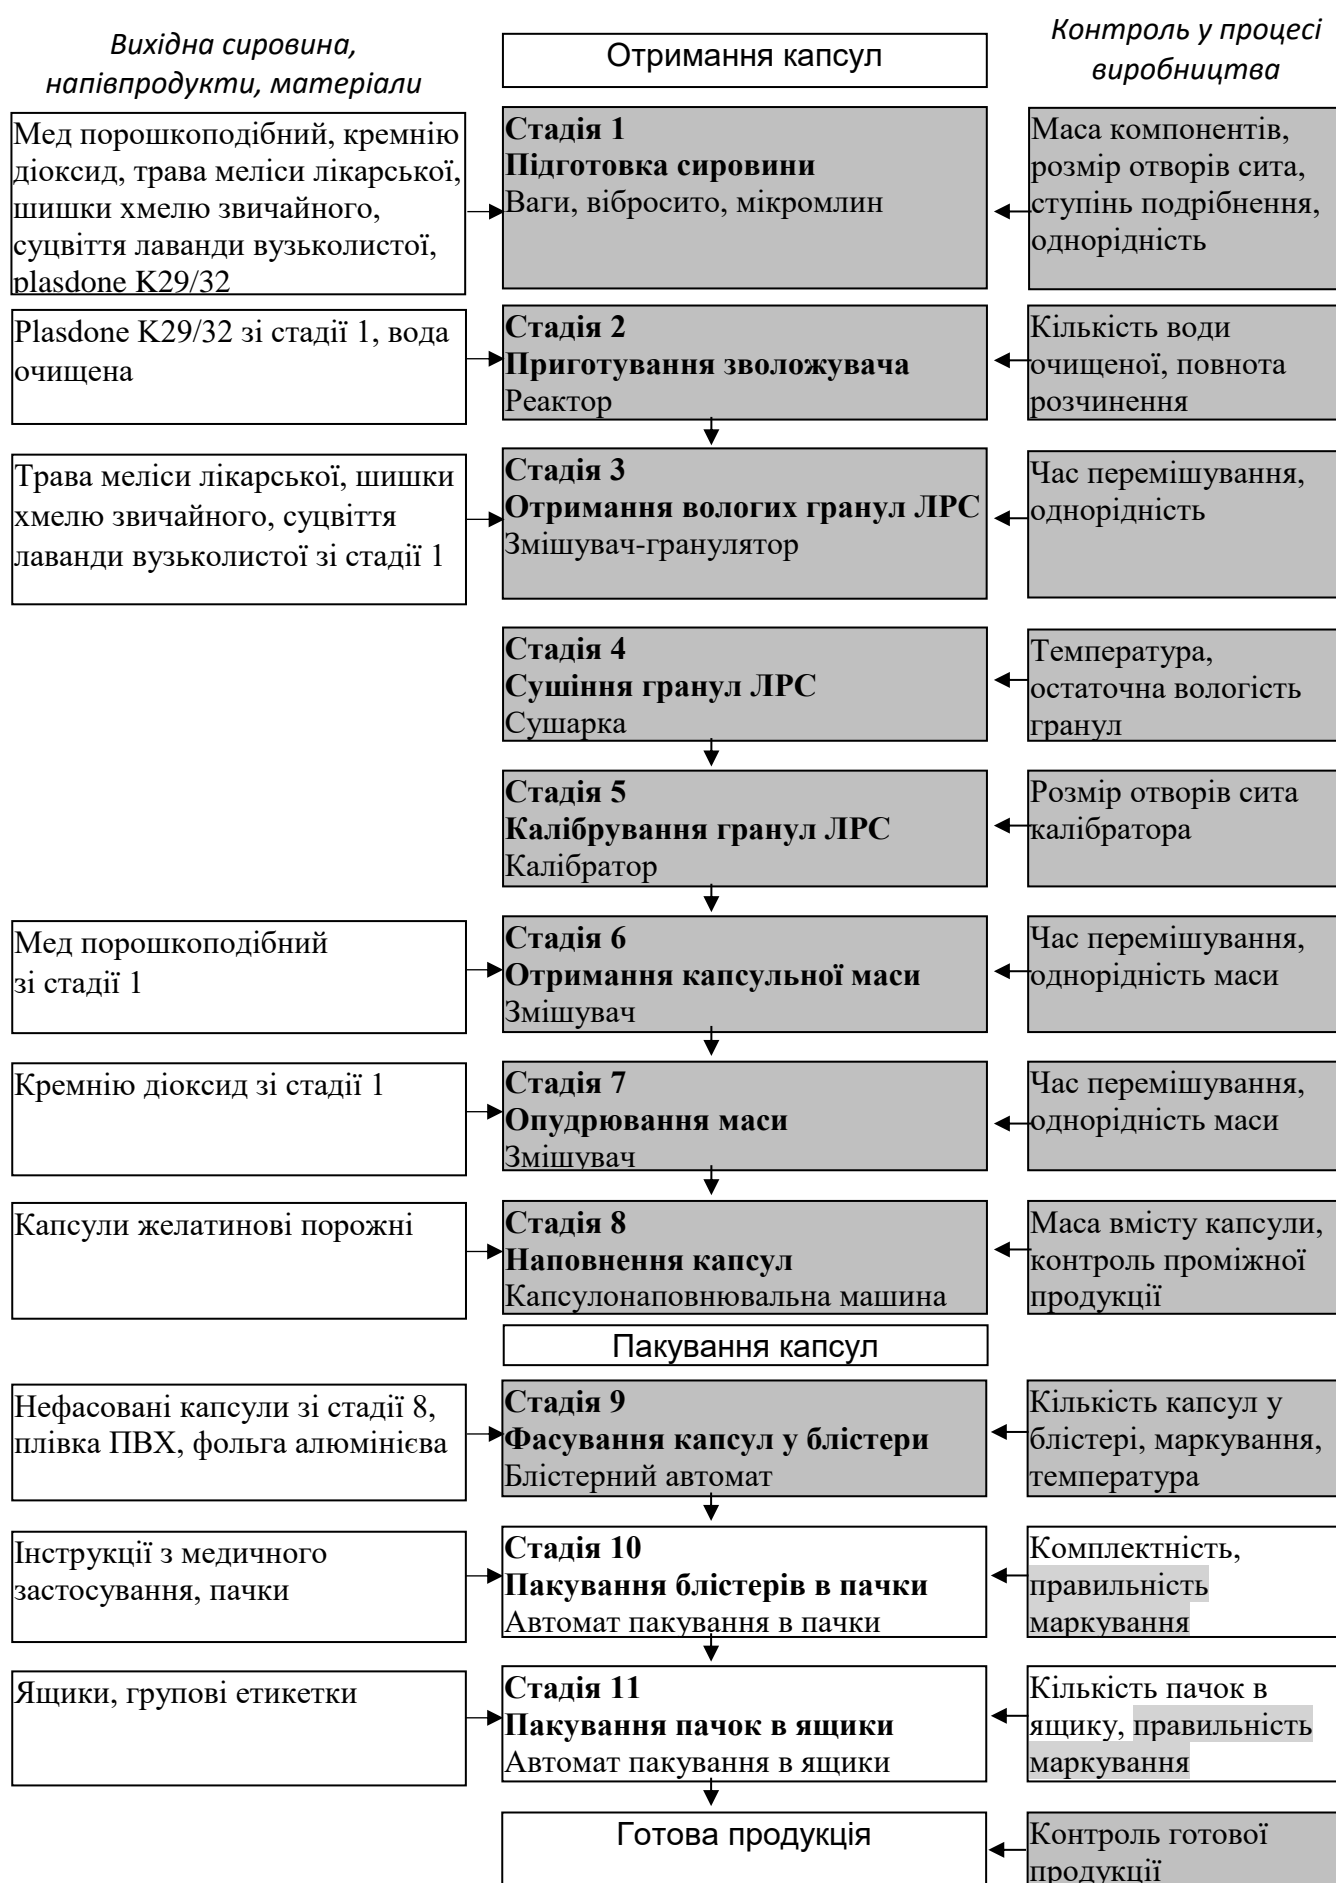 Вихідна сировина,
напівпродукти, матеріали
Отримання капсул
Контроль у процесі
виробництва
Мед порошкоподібний, кремнію
діоксид, трава меліси лікарської,
шишки хмелю звичайного,
суцвіття лаванди вузьколистої,
plasdone K29/32
Стадія 1
Підготовка сировини
Ваги, вібросито, мікромлин
Маса компонентів,
розмір отворів сита,
ступінь подрібнення,
однорідність
Plasdone K29/32 зі стадії 1, вода
очищена
Стадія 2
Приготування зволожувача
Реактор
Кількість води
очищеної, повнота
розчинення
Трава меліси лікарської, шишки
хмелю звичайного, суцвіття
лаванди вузьколистої зі стадії 1
Стадія 3
Отримання вологих гранул ЛРС
Змішувач-гранулятор
Час перемішування,
однорідність
Стадія 4
Сушіння гранул ЛРС
Сушарка
Температура,
остаточна вологість
гранул
Стадія 5
Калібрування гранул ЛРС
Калібратор
Розмір отворів сита
калібратора
Мед порошкоподібний
зі стадії 1
Стадія 6
Отримання капсульної маси
Змішувач
Час перемішування,
однорідність маси
Кремнію діоксид зі стадії 1
Стадія 7
Опудрювання маси
Змішувач
Час перемішування,
однорідність маси
Капсули желатинові порожні
Стадія 8
Наповнення капсул
Капсулонаповнювальна машина
Маса вмісту капсули,
контроль проміжної
продукції
Пакування капсул
Нефасовані капсули зі стадії 8,
плівка ПВХ, фольга алюмінієва
Стадія 9
Фасування капсул у блістери
Блістерний автомат
Кількість капсул у
блістері, маркування,
температура
Інструкції з медичного
застосування, пачки
Стадія 10
Пакування блістерів в пачки
Автомат пакування в пачки
Комплектність,
правильність
маркування
Ящики, групові етикетки
Стадія 11
Пакування пачок в ящики
Автомат пакування в ящики
Кількість пачок в
ящику, правильність
маркування
Готова продукція
Контроль готової
продукції